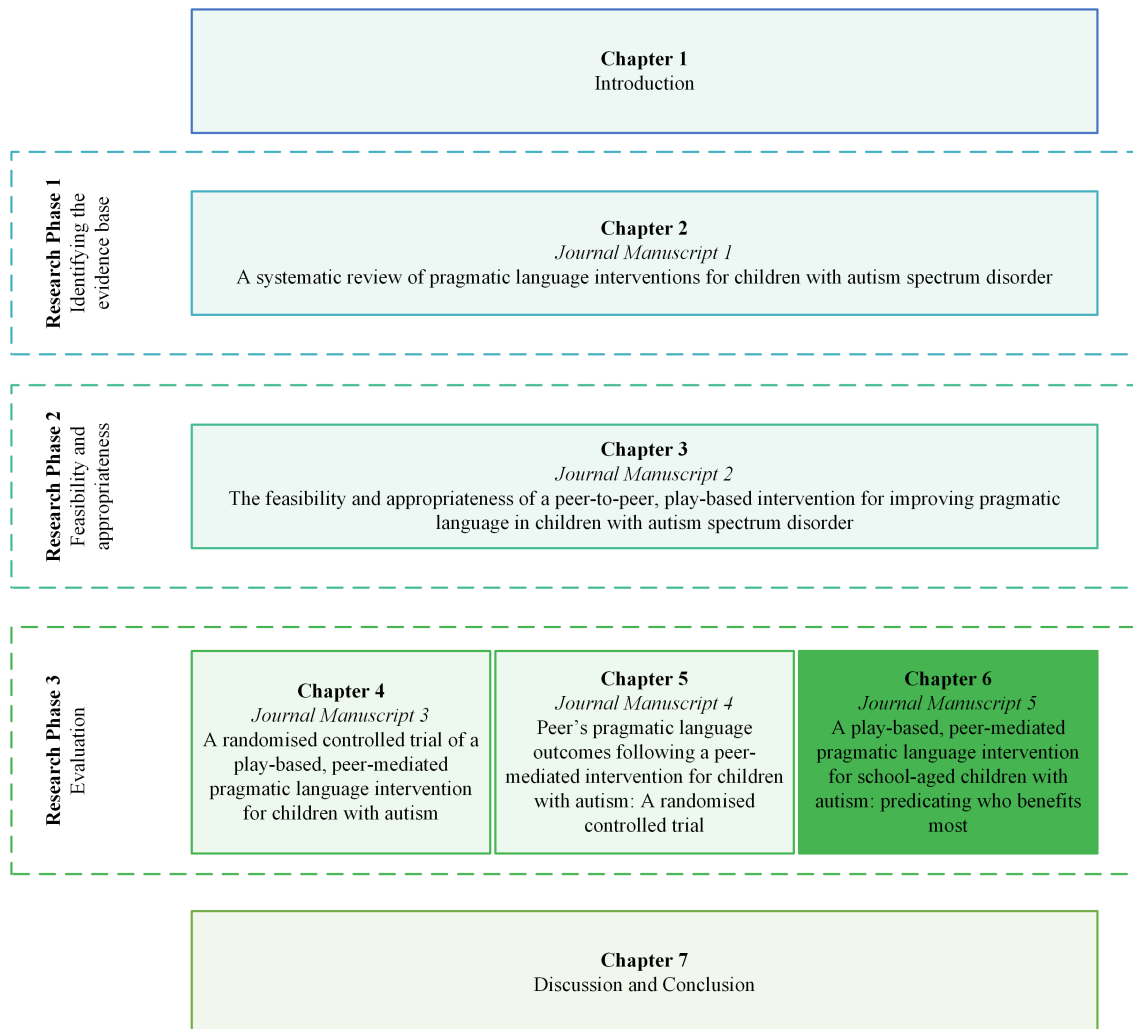 Chapter 1
Introduction
Research Phase 1
Identifying the
evidence base
Chapter 2
Journal Manuscript 1
A systematic review of pragmatic language interventions for children with autism spectrum disorder
Research Phase 2
Feasibility and
appropriateness
Chapter 3
Journal Manuscript 2
The feasibility and appropriateness of a peer-to-peer, play-based intervention for improving pragmatic
language in children with autism spectrum disorder
Research Phase 3
Evaluation
Chapter 4
Journal Manuscript 3
A randomised controlled trial of a
play-based, peer-mediated
pragmatic language intervention
for children with autism
Chapter 5
Journal Manuscript 4
Peer's pragmatic language
outcomes following a peer-
mediated intervention for children
with autism: A randomised
controlled trial
Chapter 6
Journal Manuscript 5
A play-based, peer-mediated
pragmatic language intervention
for school-aged children with
autism: predicating who benefits
most
Chapter 7
Discussion and Conclusion